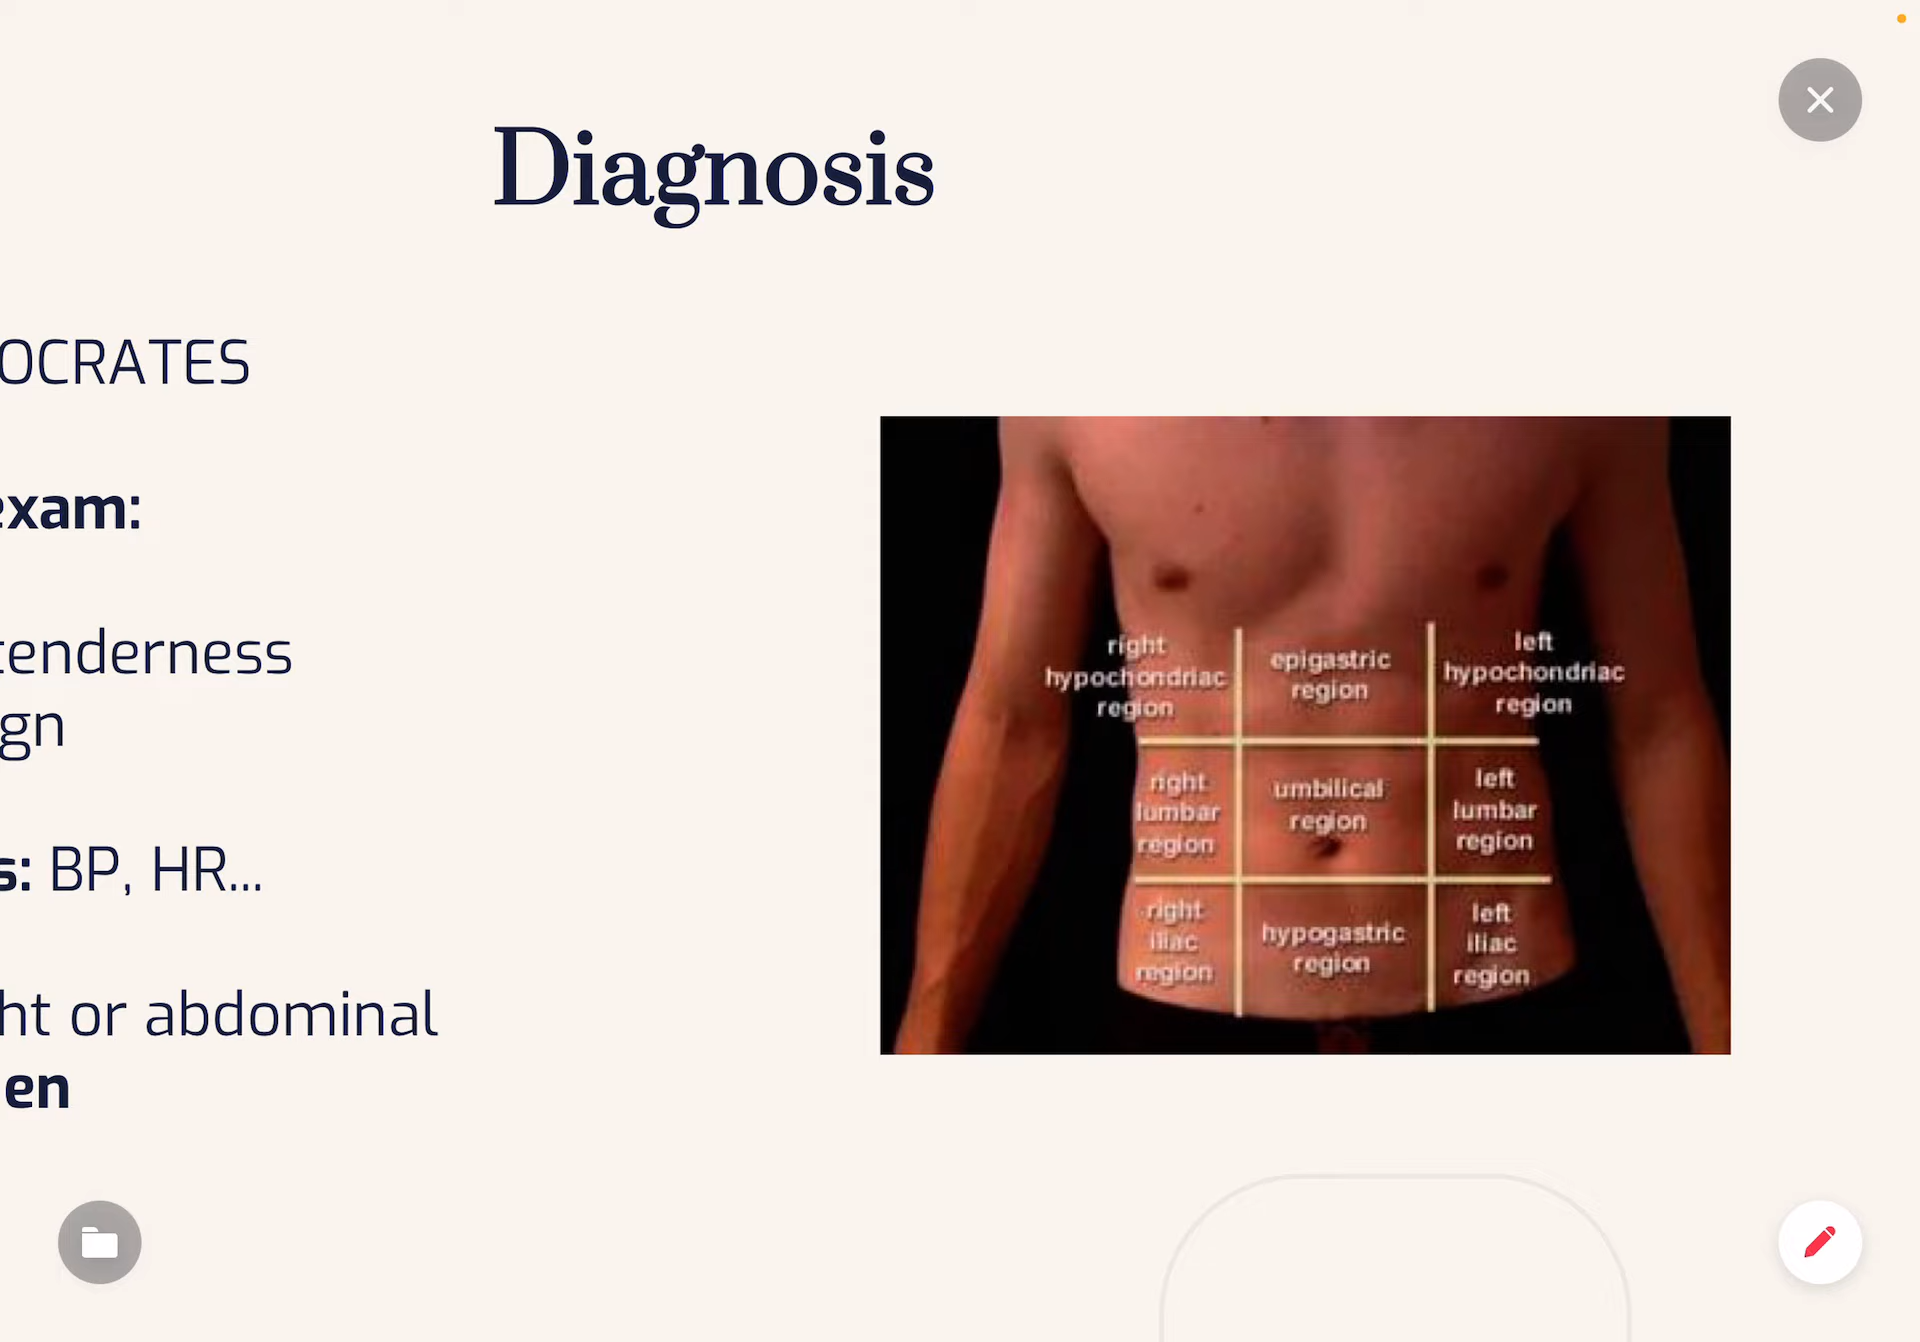 Diagnosis
OCRATES
exam:
tenderness
gn
s: BP, HR...
ht or abdominal
en
right
hypochondriac
region
epigastric
region
left
hypochondriac
region
right
lumbar
region
umbilical
region
left
lumbar
region
right
iliac
region
hypogastric
region
left
iliac
region